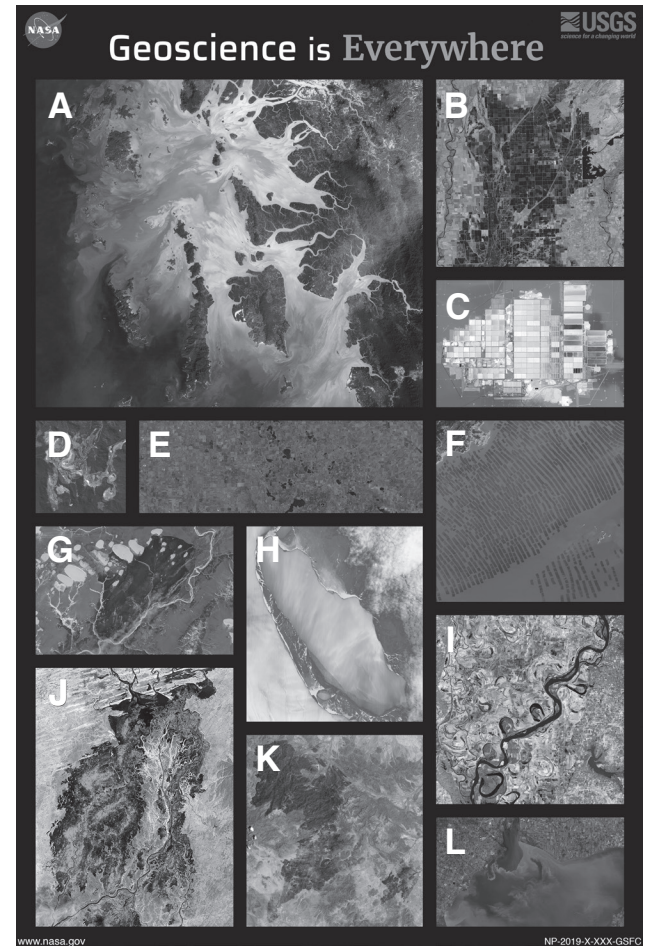 NASA
USGS
science for a changing world
Geoscience is Everywhere
A
B
C
D
E
F
G
H
I
J
K
L
www.nasa.gov
NP-2019-X-XXX-GSFC